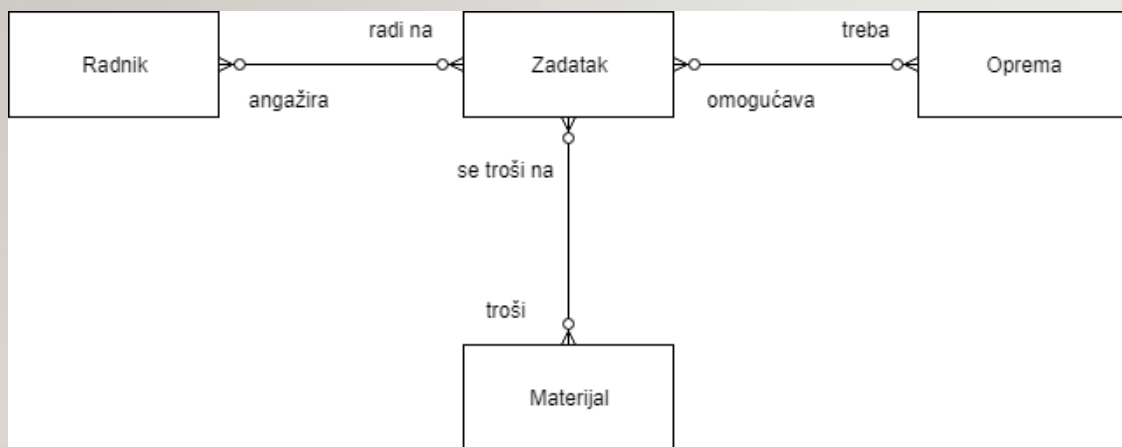 radi na
treba
Radnik
Zadatak
Oprema
angažira
omogućava
se troši na
troši
Materijal